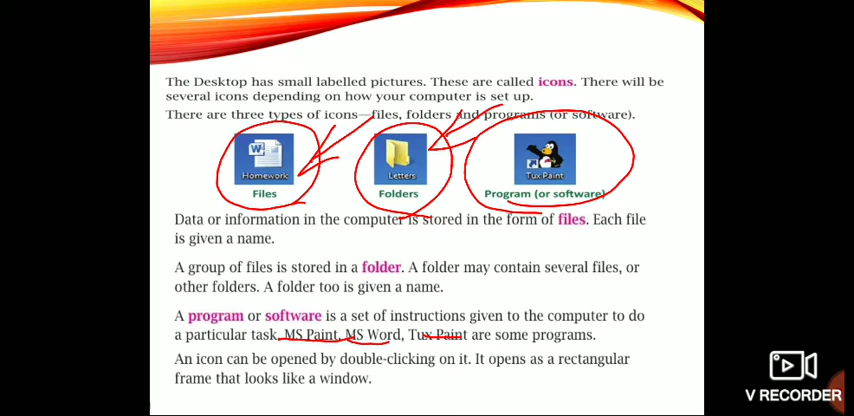 The Desktop has small labelled pictures. These are called icons. There will be
several icons depending on how your computer is set up.
There are three types of icons—files, folders and programs (or software).
Homework
Letters
Tux Paint
Files
Folders
Program (or software)
Data or information in the computer is stored in the form of files. Each file
is given a name.
A group of files is stored in a folder. A folder may contain several files, or
other folders. A folder too is given a name.
A program or software is a set of instructions given to the computer to do
a particular task. MS Paint, MS Word, Tux Paint are some programs.
An icon can be opened by double-clicking on it. It opens as a rectangular
frame that looks like a window.
V RECORDER